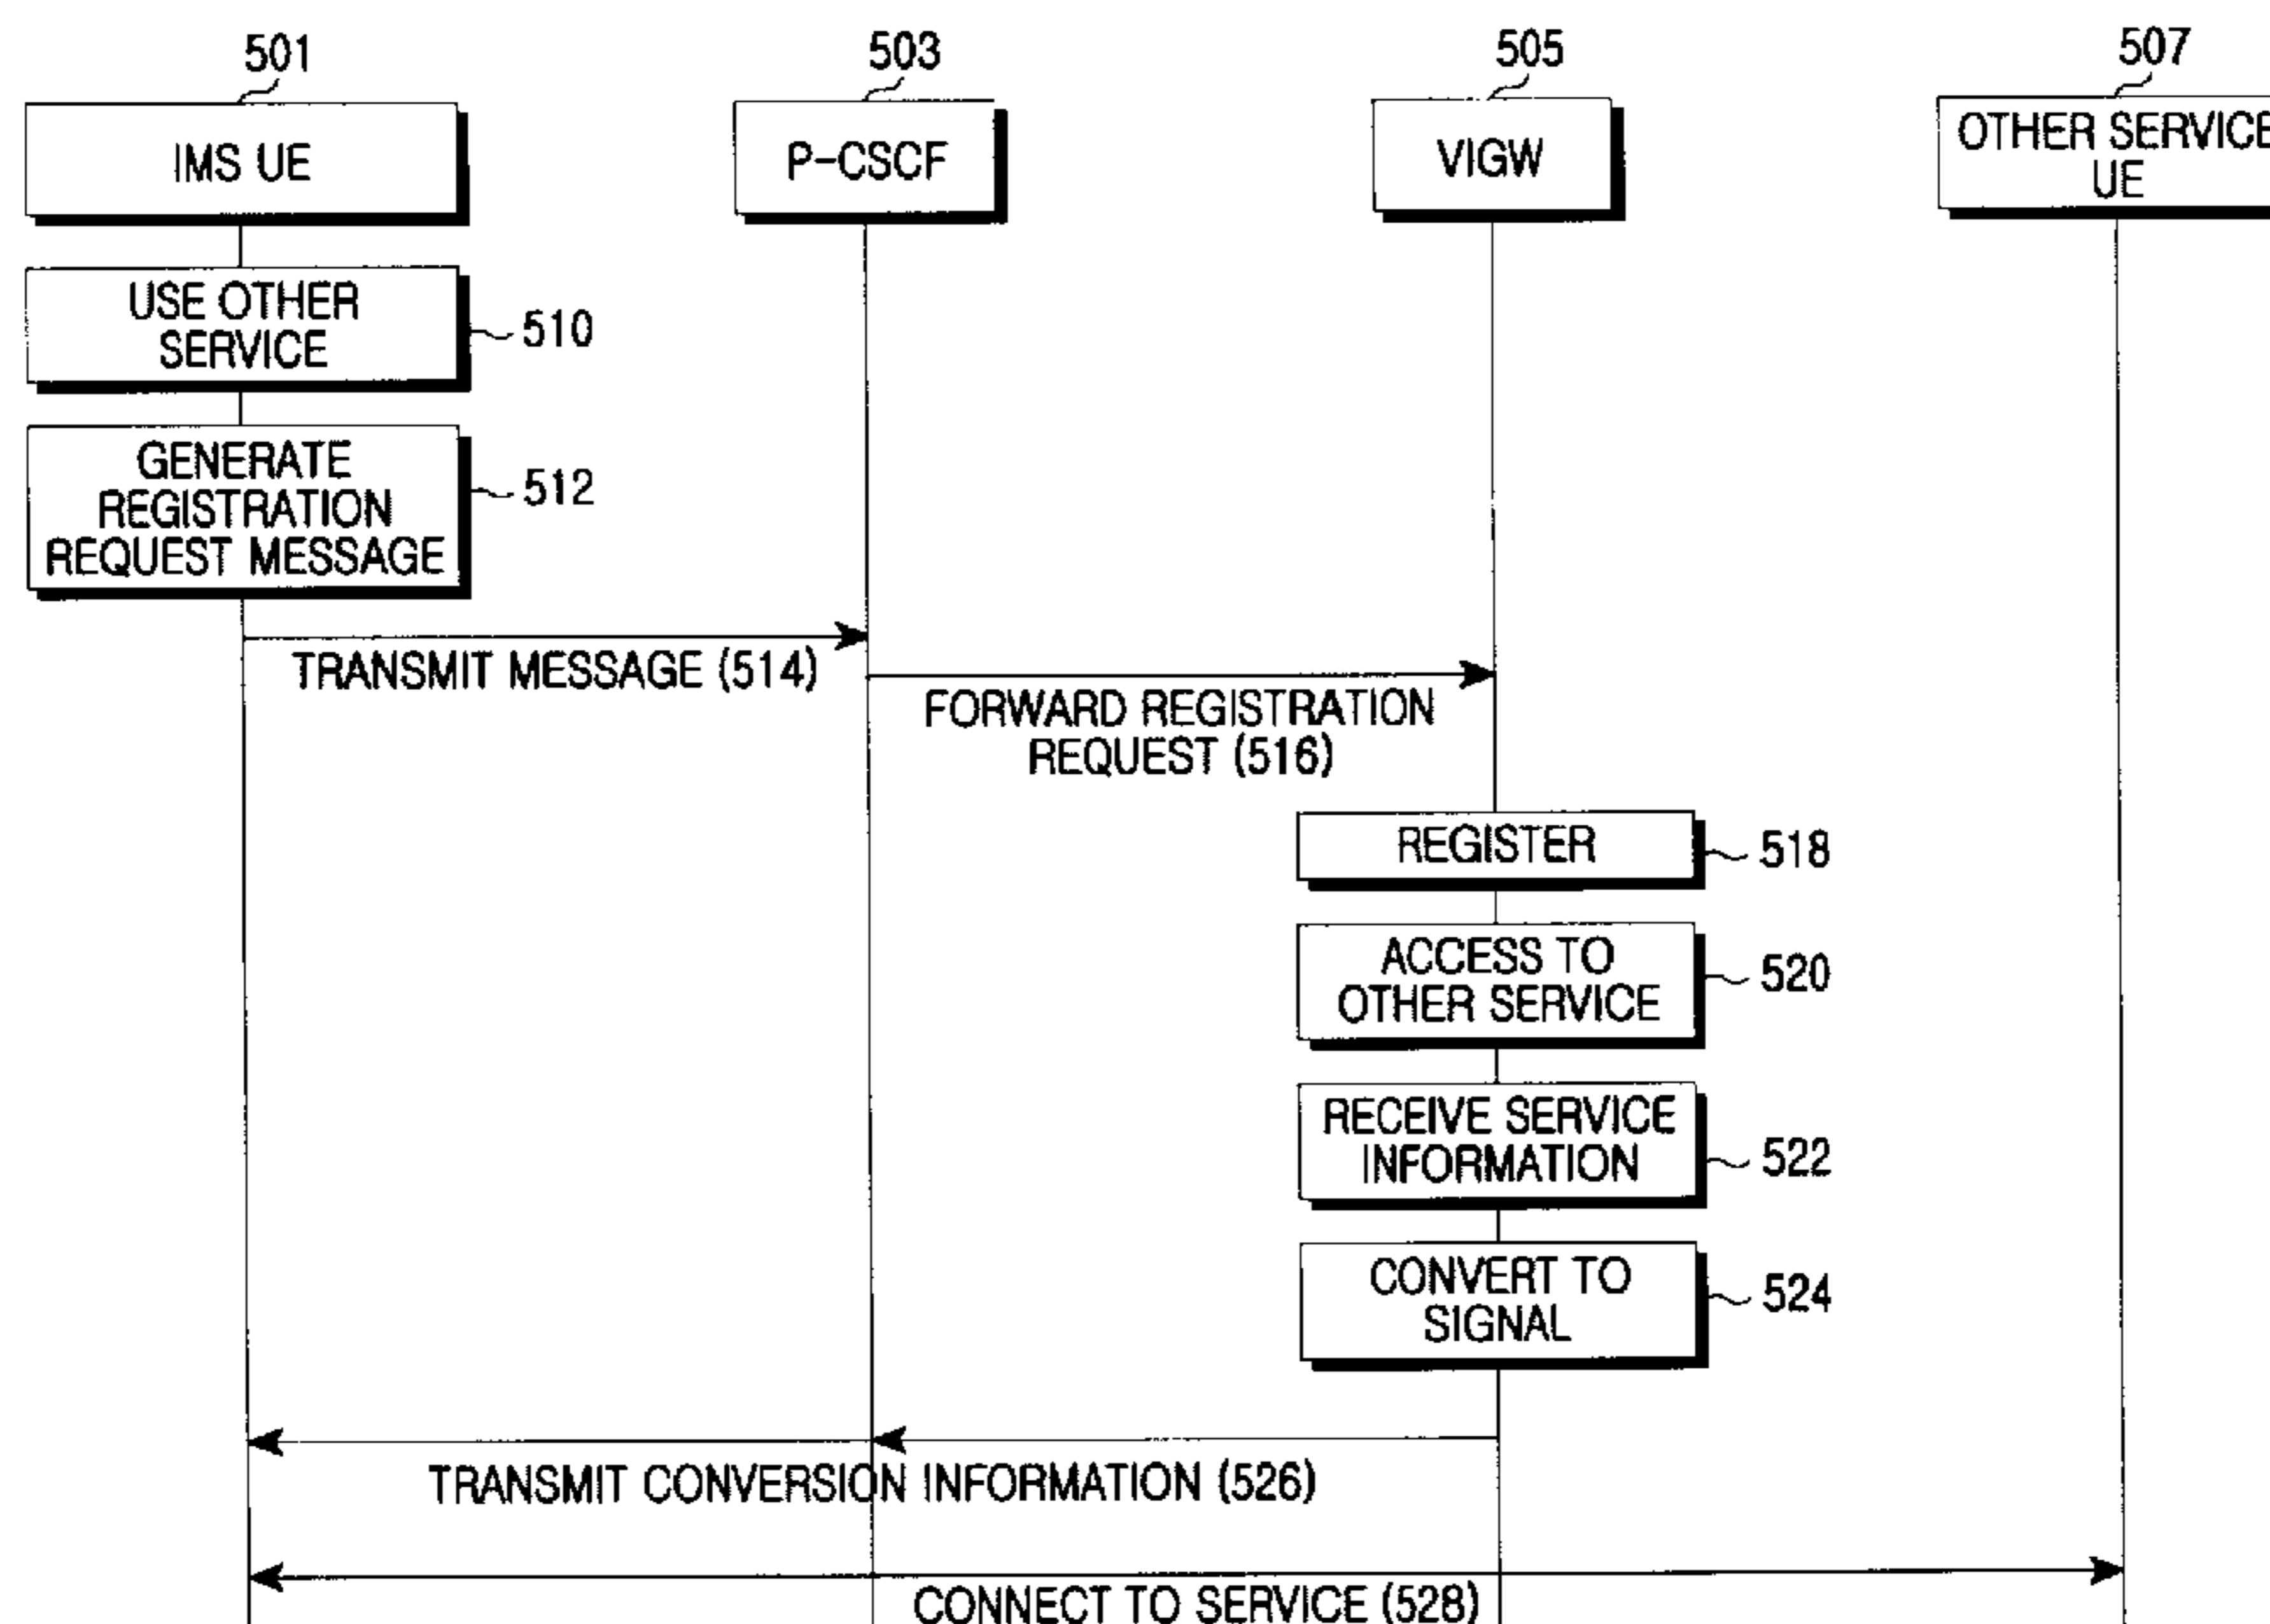 501
503
505
507
IMS UE
P-CSCF
VIGW
OTHER SERVICE
UE
USE OTHER
SERVICE
510
GENERATE
REGISTRATION
REQUEST MESSAGE
512
TRANSMIT MESSAGE (514)
FORWARD REGISTRATION
REQUEST (516)
REGISTER
518
ACCESS TO
OTHER SERVICE
520
RECEIVE SERVICE
INFORMATION
522
CONVERT TO
SIGNAL
524
TRANSMIT CONVERSION INFORMATION (526)
CONNECT TO SERVICE (528)